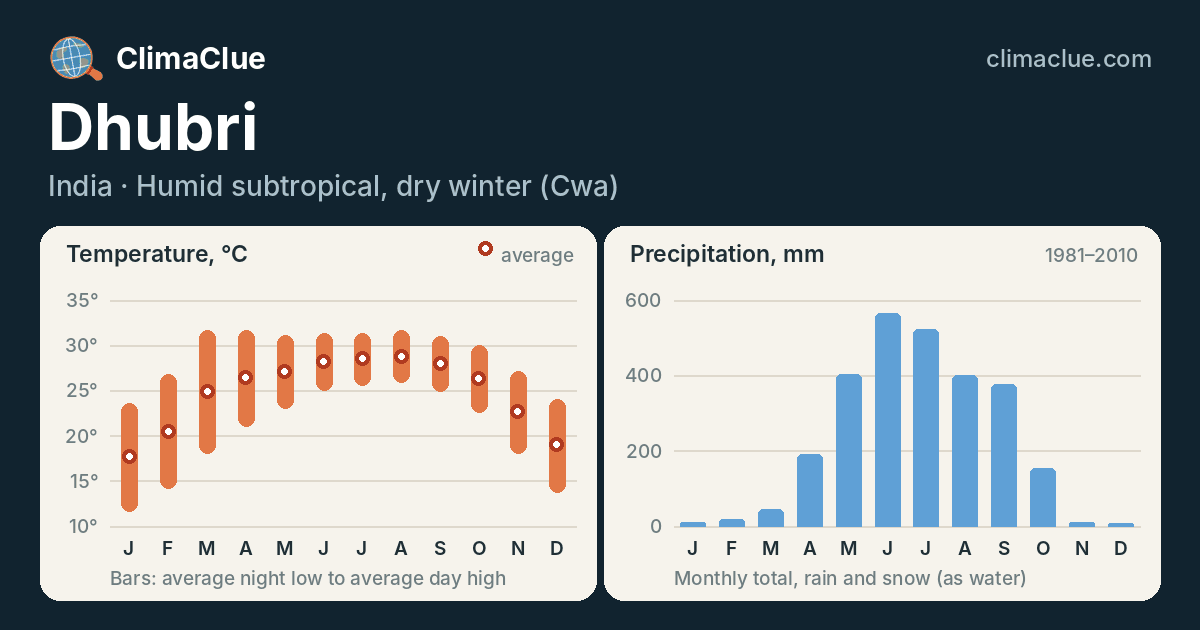 ClimaClue
climaclue.com
Dhubri
India · Humid subtropical, dry winter (Cwa)
Temperature, °C
average
35°
30°
25°
20°
15°
10°
J F M A M J J A S O N D
Bars: average night low to average day high
Precipitation, mm
1981–2010
600
400
200
0
J F M A M J J A S O N D
Monthly total, rain and snow (as water)